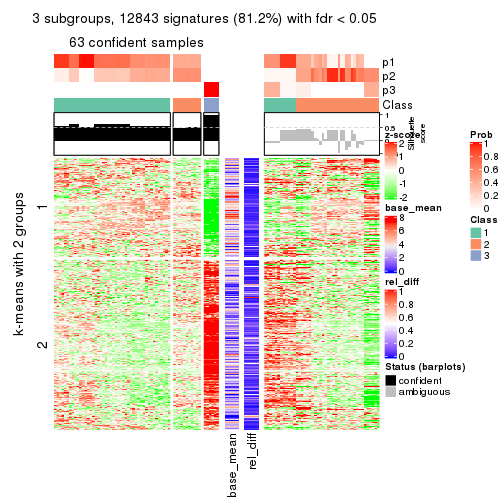 3 subgroups, 12843 signatures (81.2%) with fdr < 0.05
63 confident samples
p1
p2
p3
Class
1
0.5
0
Silhouette
score
z-score
2
1
0
-1
-2
base_mean
8
6
4
2
0
rel_diff
1
0.8
0.6
0.4
0.2
0
Status (barplots)
confident
ambiguous
Prob
1
0.8
0.6
0.4
0.2
0
Class
1
2
3
k-means with 2 groups
1
2
base_mean
rel_diff